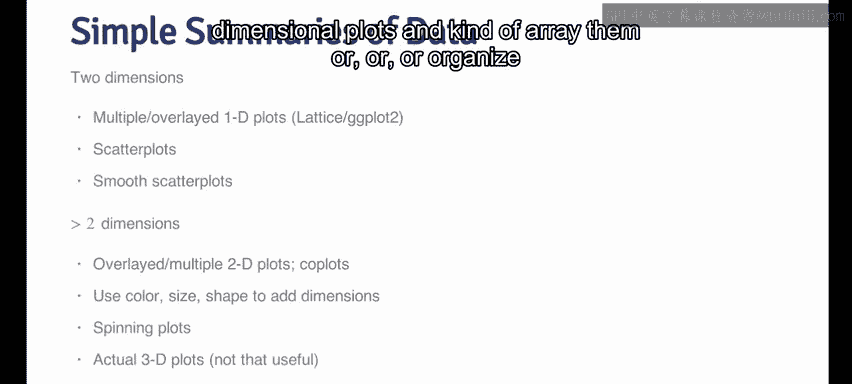 Simple Summaries of Data
dimensional plots and kind of array them
or, or, or organize
Two dimensions
· Multiple/overlayed 1-D plots (Lattice/ggplot2)
· Scatterplots
· Smooth scatterplots
> 2 dimensions
· Overlayed/multiple 2-D plots; coplots
· Use color, size, shape to add dimensions
· Spinning plots
· Actual 3-D plots (not that useful)